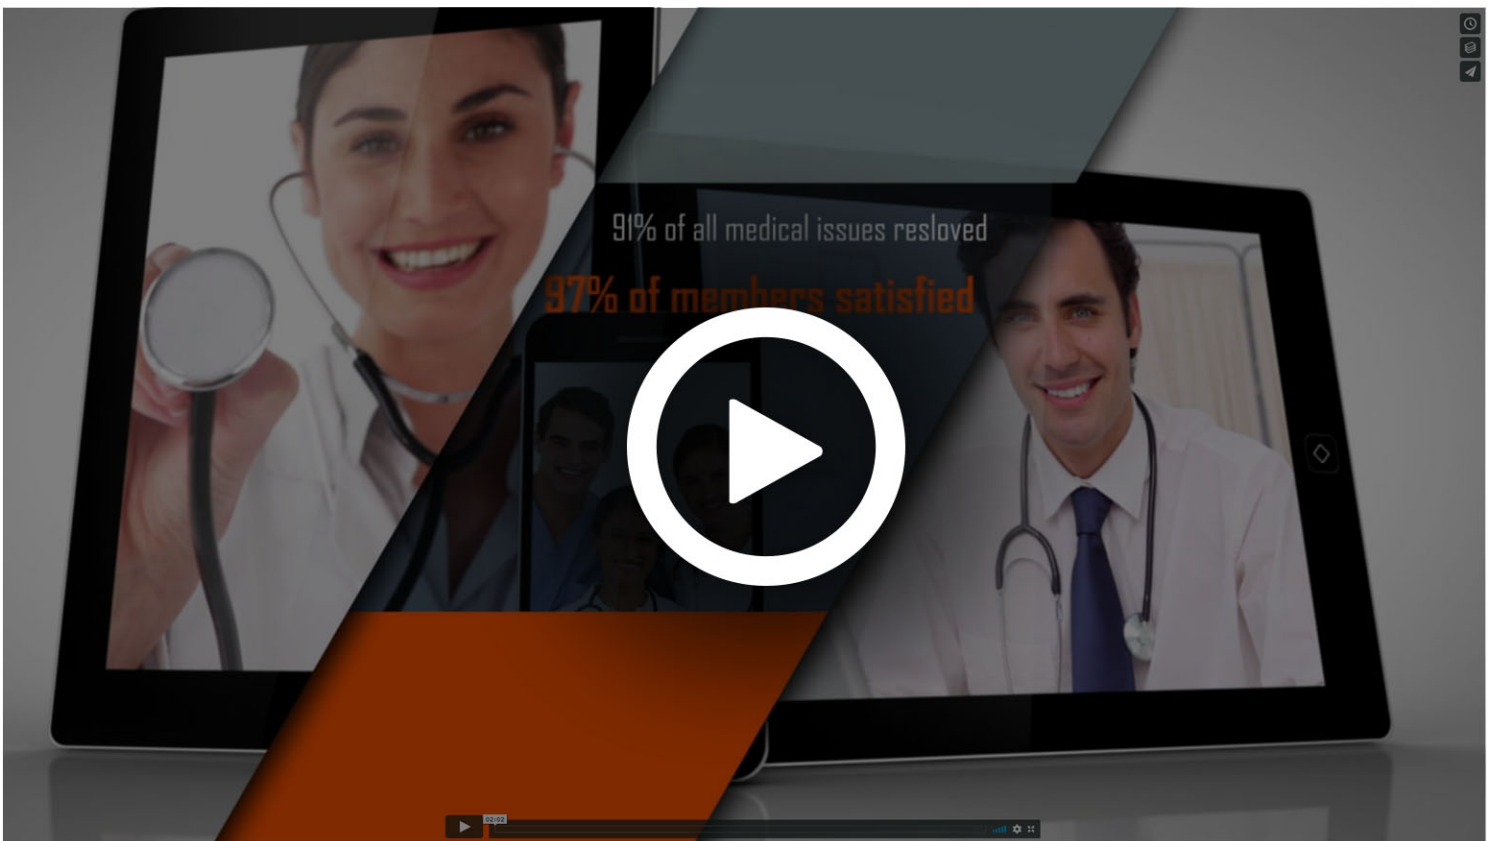 91% of all medical issues resloved
97% of members satisfied
02:02